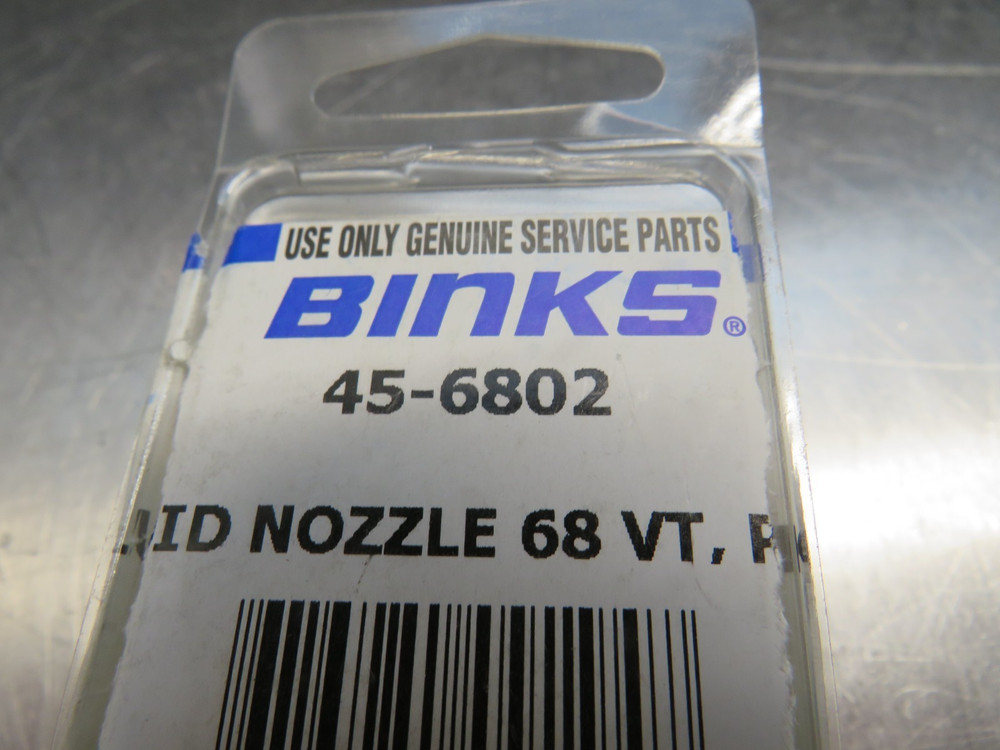 USE ONLY GENUINE SERVICE PARTS
BINKS®
45-6802
NOZZLE 68 VT,